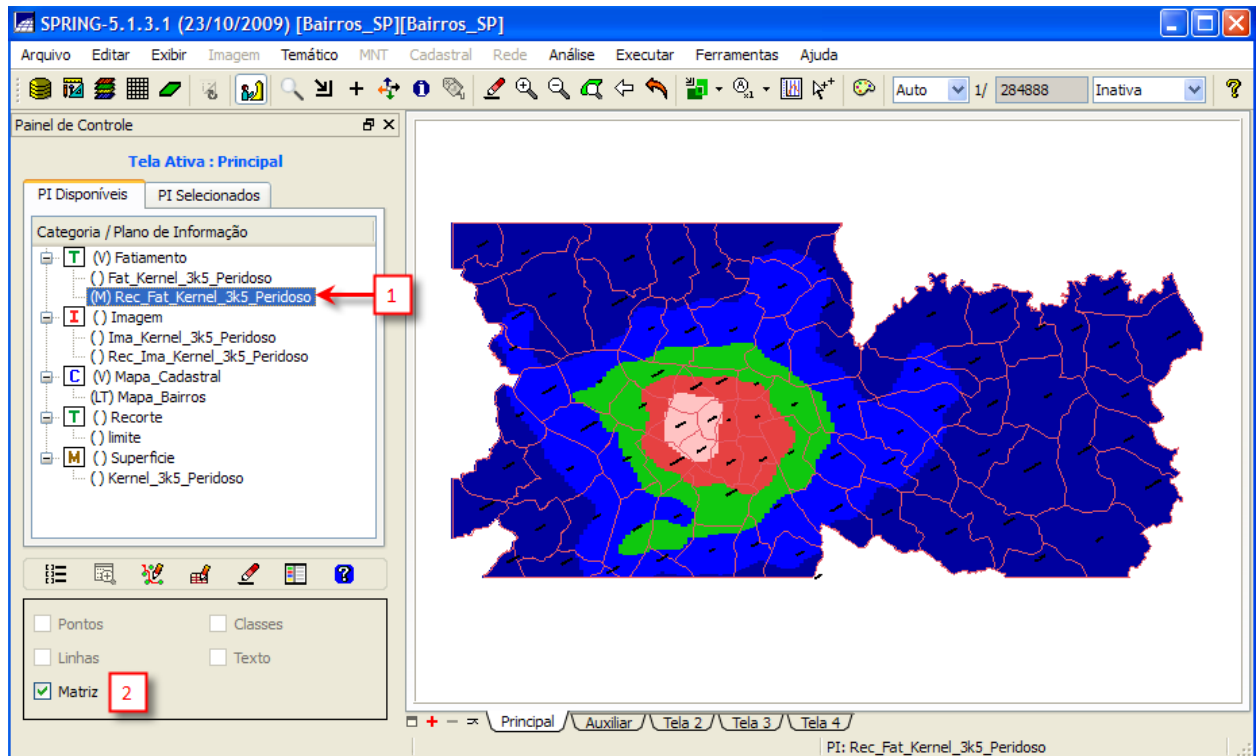 SPRING-5.1.3.1 (23/10/2009) [Bairros_SP][Bairros_SP]
Arquivo Editar Exibir Imagem Temático MNT Cadastral Rede Análise Executar Ferramentas Ajuda
Auto 1/ 284888 Inativa
Painel de Controle
Tela Ativa : Principal
PI Disponíveis PI Selecionados
Categoria / Plano de Informação
T (V) Fatiamento
() Fat_Kernel_3k5_Peridoso
(M) Rec_Fat_Kernel_3k5_Peridoso 1
I () Imagem
() Ima_Kernel_3k5_Peridoso
() Rec_Ima_Kernel_3k5_Peridoso
C (V) Mapa_Cadastral
(LT) Mapa_Bairros
T () Recorte
() limite
M () Superficie
() Kernel_3k5_Peridoso
Pontos Classes
Linhas Texto
Matriz 2
Principal Auxiliar Tela 2 Tela 3 Tela 4
PI: Rec_Fat_Kernel_3k5_Peridoso